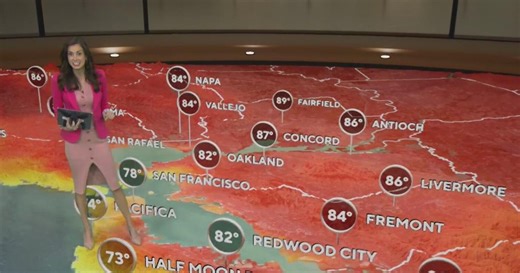 86°
84° NAPA
84° VALLEJO
89° FAIRFIELD
86° ANTIOCH
87° CONCORD
SAN RAFAEL
82° OAKLAND
78° SAN FRANCISCO
86° LIVERMORE
CIFICA
84° FREMONT
82° REDWOOD CITY
73° HALF MOON